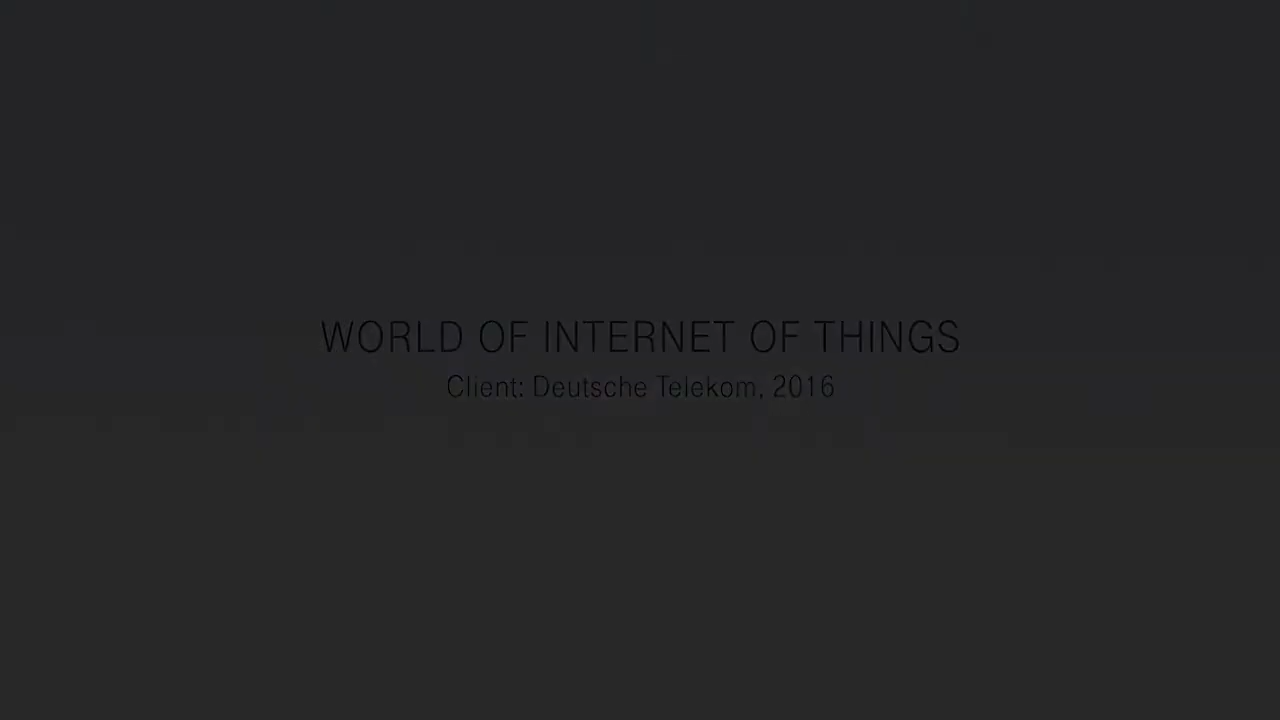 WORLD OF INTERNET OF THINGS
Client: Deutsche Telekom, 2016